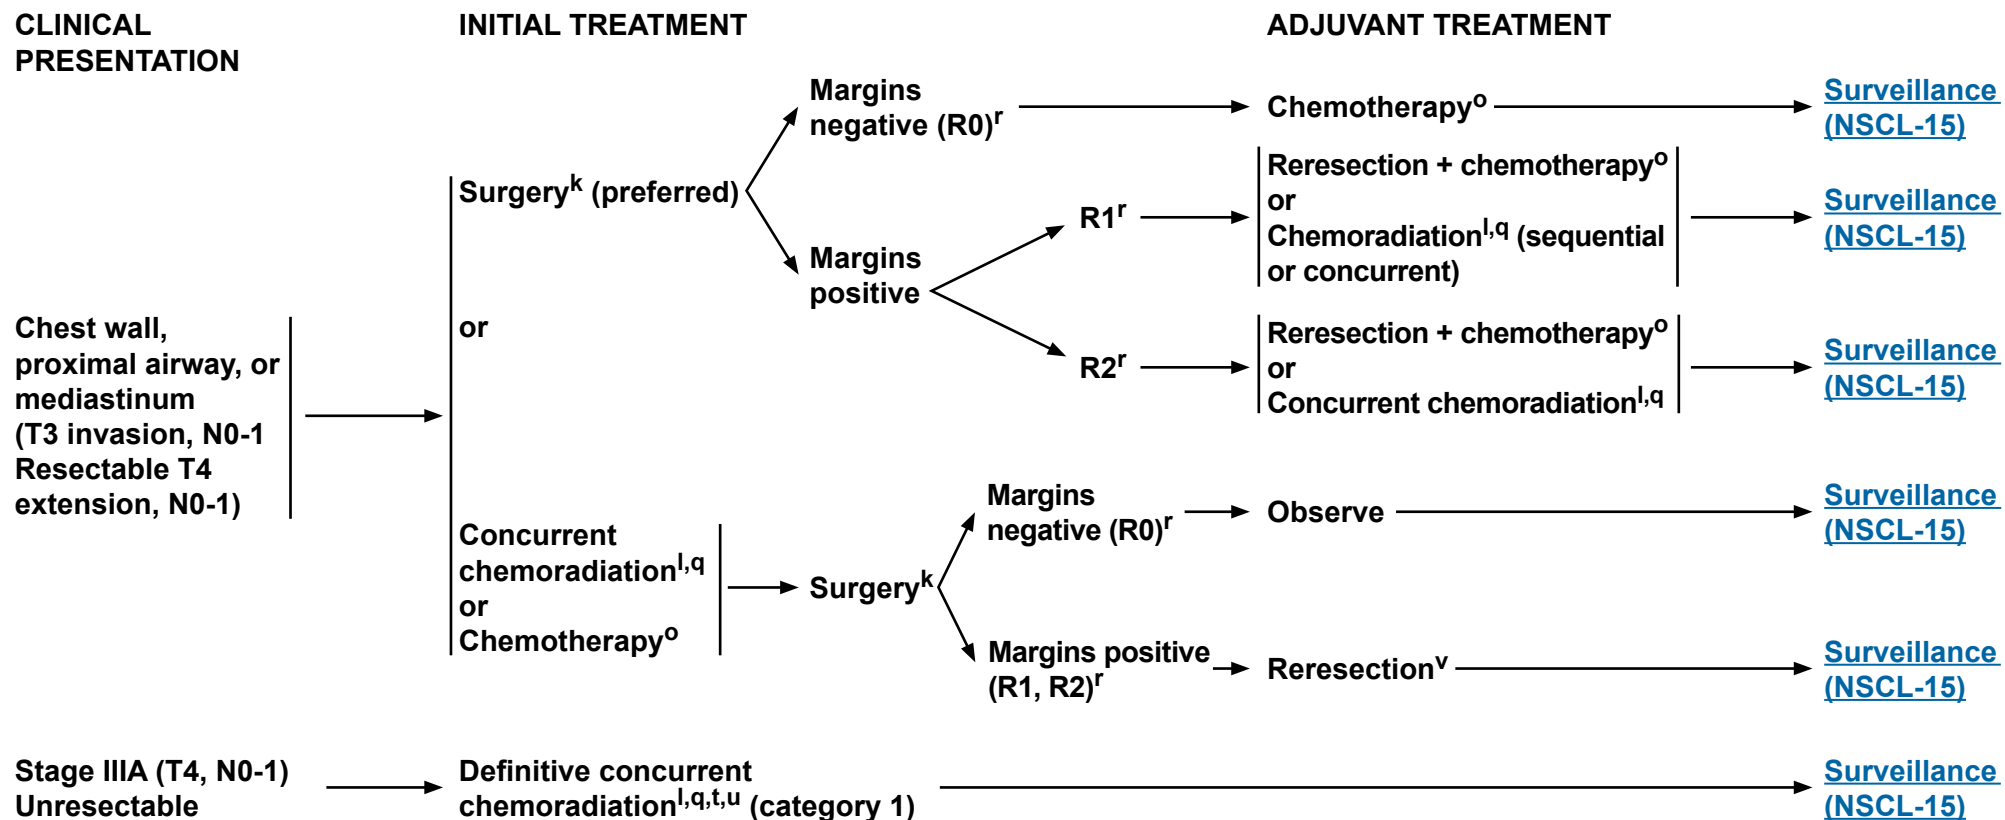 CLINICAL
PRESENTATION
INITIAL TREATMENT
ADJUVANT TREATMENT
Chest wall,
proximal airway, or
mediastinum
(T3 invasion, N0-1
Resectable T4
extension, N0-1)
Surgeryk (preferred)
or
Concurrent
chemoradiationl,q
or
Chemotherapyo
Margins
negative (R0)r
Chemotherapyo
Surveillance
(NSCL-15)
Margins
positive
R1r
Reresection + chemotherapyo
or
Chemoradiationl,q (sequential
or concurrent)
Surveillance
(NSCL-15)
R2r
Reresection + chemotherapyo
or
Concurrent chemoradiationl,q
Surveillance
(NSCL-15)
Surgeryk
Margins
negative (R0)r
Observe
Surveillance
(NSCL-15)
Margins positive
(R1, R2)r
Reresectionv
Surveillance
(NSCL-15)
Stage IIIA (T4, N0-1)
Unresectable
Definitive concurrent
chemoradiationl,q,t,u (category 1)
Surveillance
(NSCL-15)